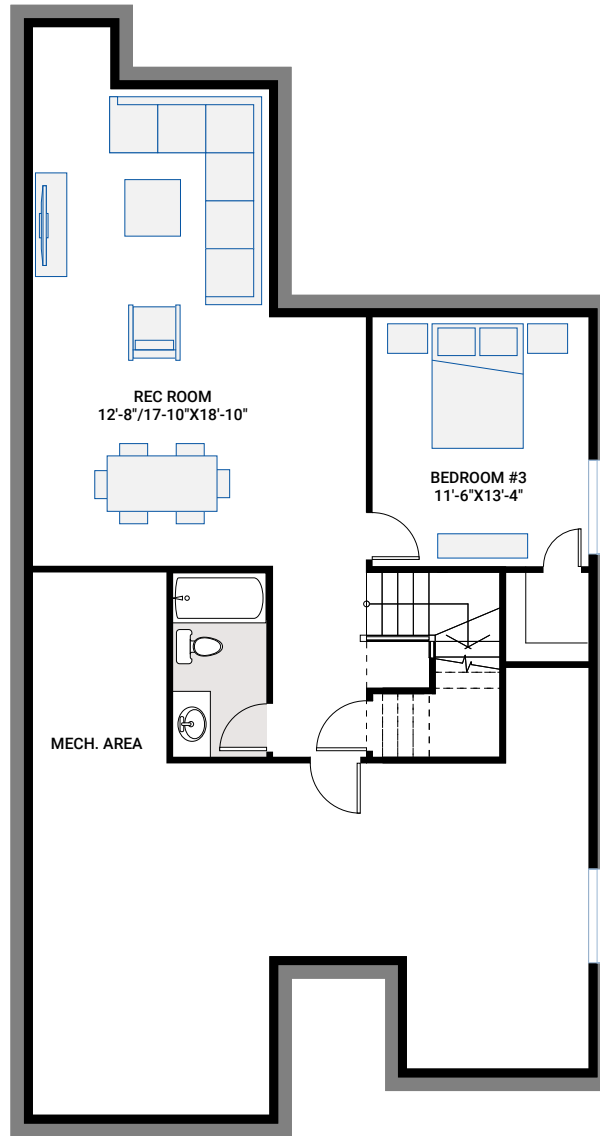 REC ROOM
12'-8"/17-10"X18'-10"
BEDROOM #3
11'-6"X13'-4"
MECH. AREA